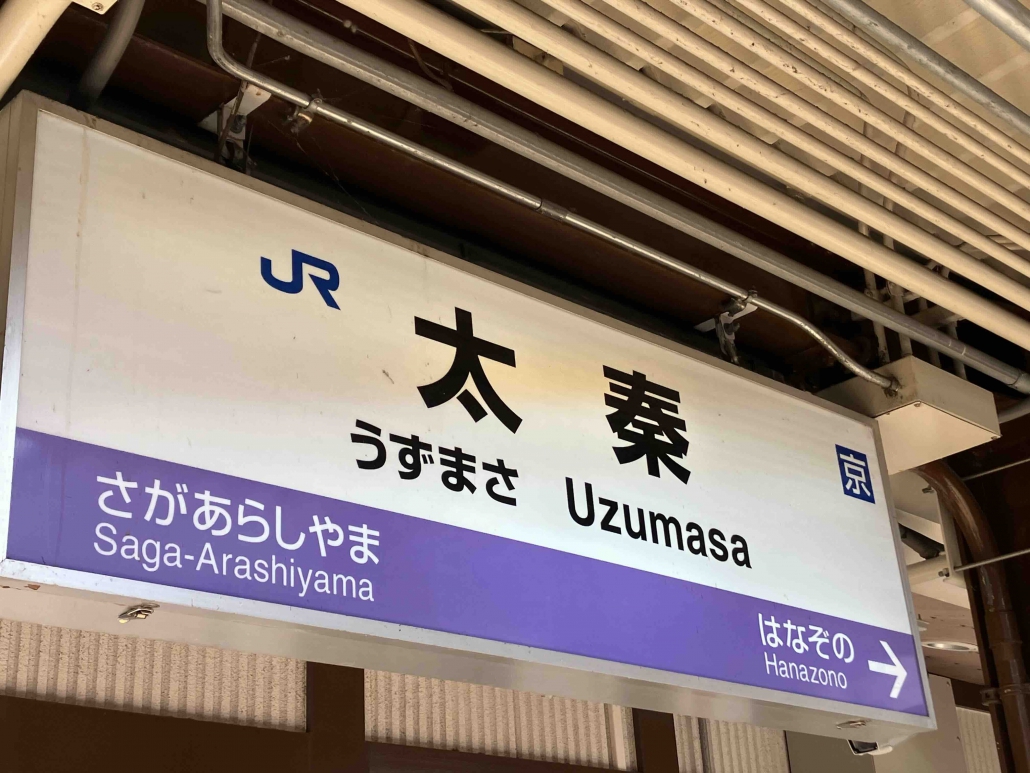 JR
太秦
うずまさ Uzumasa
京
さがあらしやま
Saga-Arashiyama
はなぞの
Hanazono →